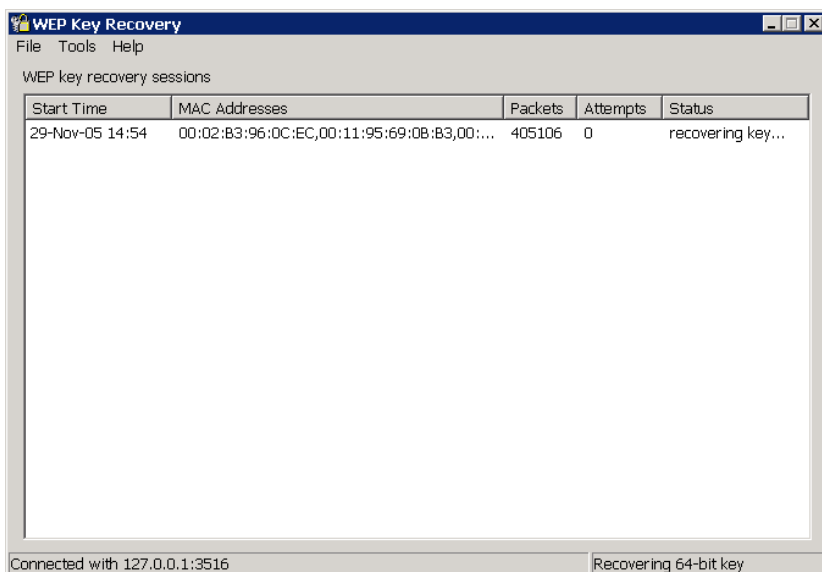 WEP Key Recovery
File Tools Help
WEP key recovery sessions
Start Time MAC Addresses Packets Attempts Status
29-Nov-05 14:54 00:02:B3:96:0C:EC,00:11:95:69:0B:B3,00:... 405106 0 recovering key...
Connected with 127.0.0.1:3516 Recovering 64-bit key